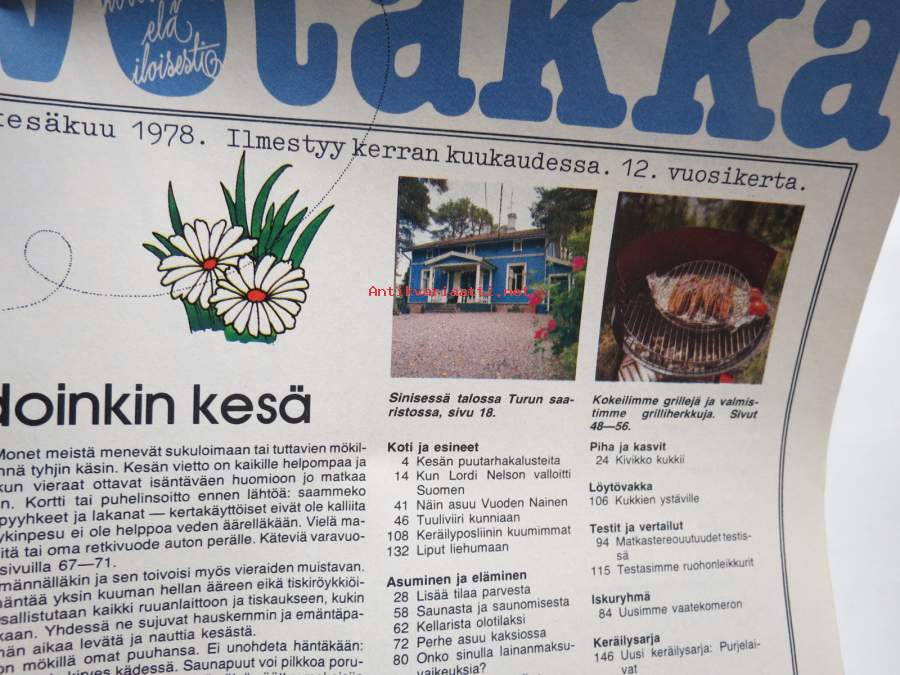 elä
iloisesti
otakka
esäkuu 1978. Ilmestyy kerran kuukaudessa. 12. vuosikerta.
Antikvariaatti.net
Sinisessä talossa Turun saa-
ristossa, sivu 18.
Kokeilimme grillejä ja valmis-
timme grilliherkkuja. Sivut
48—56.
doinkin kesä
Monet meistä menevät sukuloimaan tai tuttavien mökil-
nnä tyhjin käsin. Kesän vietto on kaikille helpompaa ja
kun vieraat ottavat isäntäväen huomioon jo matkaa
n. Kortti tai puhelinsoitto ennen lähtöä: saammeko
pyyhkeet ja lakanat — kertakäyttöiset eivät ole kalliita
ykinpesu ei ole helppoa veden äärelläkään. Vielä ma-
itä tai oma retkivuode auton perälle. Käteviä varavuo-
sivuilla 67—71.
männälläkin ja sen toivoisi myös vieraiden muistavan.
häntää yksin kuuman hellan ääreen eikä tiskiröykkiöi-
sallistutaan kaikki ruuanlaittoon ja tiskaukseen, kukin
kaan. Yhdessä ne sujuvat hauskemmin ja emäntäpa-
män aikaa levätä ja nauttia kesästä.
on mökillä omat puuhansa. Ei unohdeta häntäkään:
kirves kädessä. Saunapuut voi pilkkoa poru-
Koti ja esineet
4 Kesän puutarhakalusteita
14 Kun Lordi Nelson valloitti
Suomen
41 Näin asuu Vuoden Nainen
46 Tuuliviiri kunniaan
108 Keräilyposliinin kuumimmat
132 Liput liehumaan
Asuminen ja eläminen
28 Lisää tilaa parvesta
58 Saunasta ja saunomisesta
62 Kellarista olotilaksi
72 Perhe asuu kaksiossa
80 Onko sinulla lainanmaksu-
vaikeuksia?
Piha ja kasvit
24 Kivikko kukkii
Löytövakka
106 Kukkien ystäville
Testit ja vertailut
94 Matkastereouutuudet testis-
sä
115 Testasimme ruohonleikkurit
Iskuryhmä
84 Uusimme vaatekomeron
Keräilysarja
146 Uusi keräilysarja: Purjelai-
vat